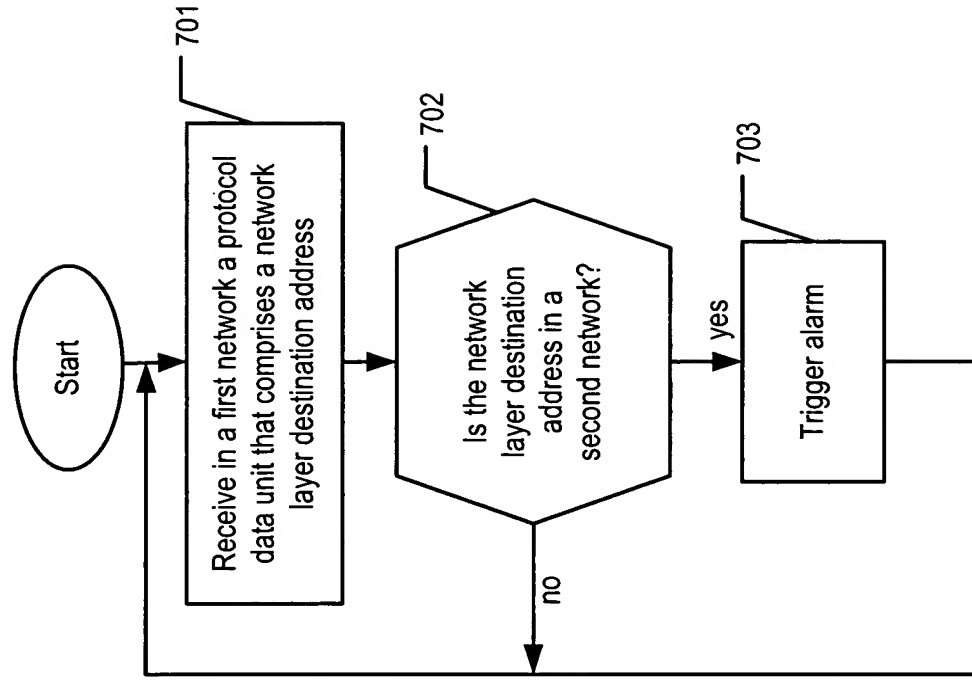 Start
701
Receive in a first network a protocol
data unit that comprises a network
layer destination address
702
Is the network
layer destination
address in a
second network?
no
yes
703
Trigger alarm